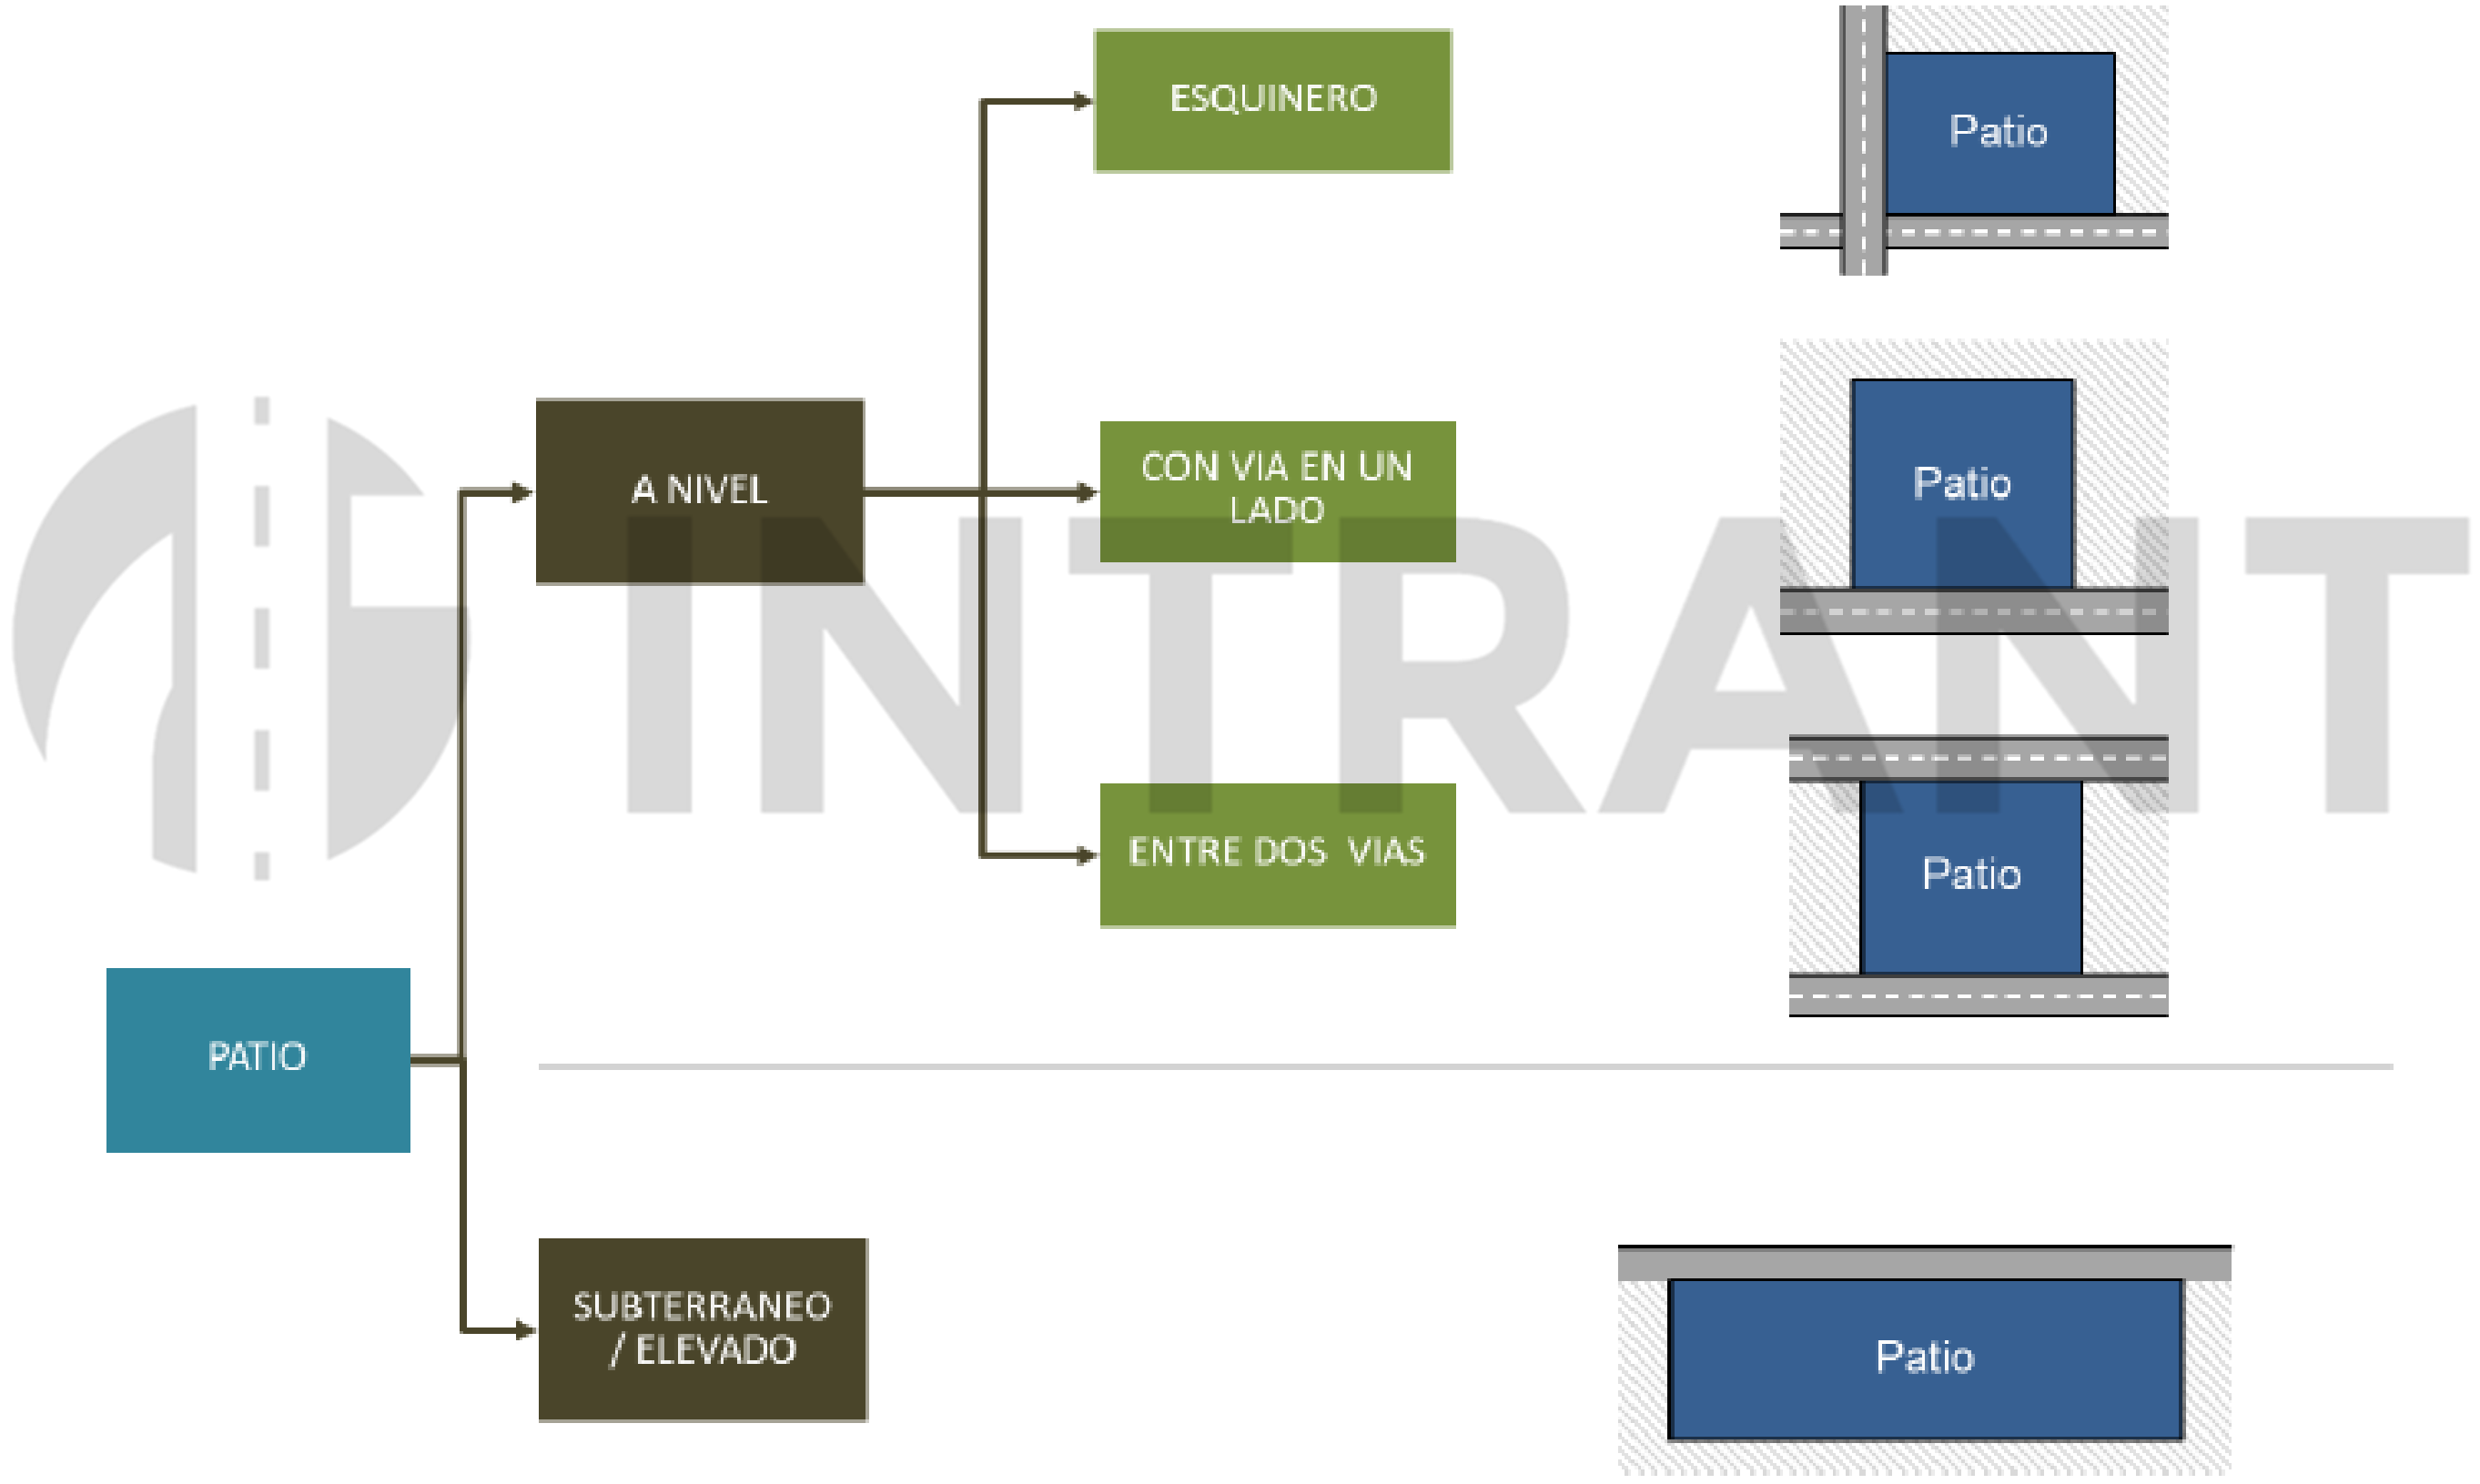 ESQUINERO
Patio
A NIVEL
CON VIA EN UN
LADO
Patio
INTRANT
ENTRE DOS VIAS
Patio
PATIO
SUBTERRANEO
/ ELEVADO
Patio